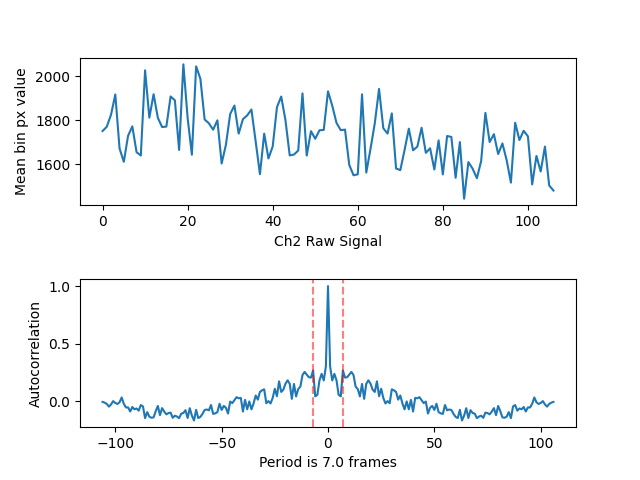 2000
1800
1600
Mean bin px value
0 20 40 60 80 100
Ch2 Raw Signal
1.0
0.5
0.0
Autocorrelation
−100 −50 0 50 100
Period is 7.0 frames